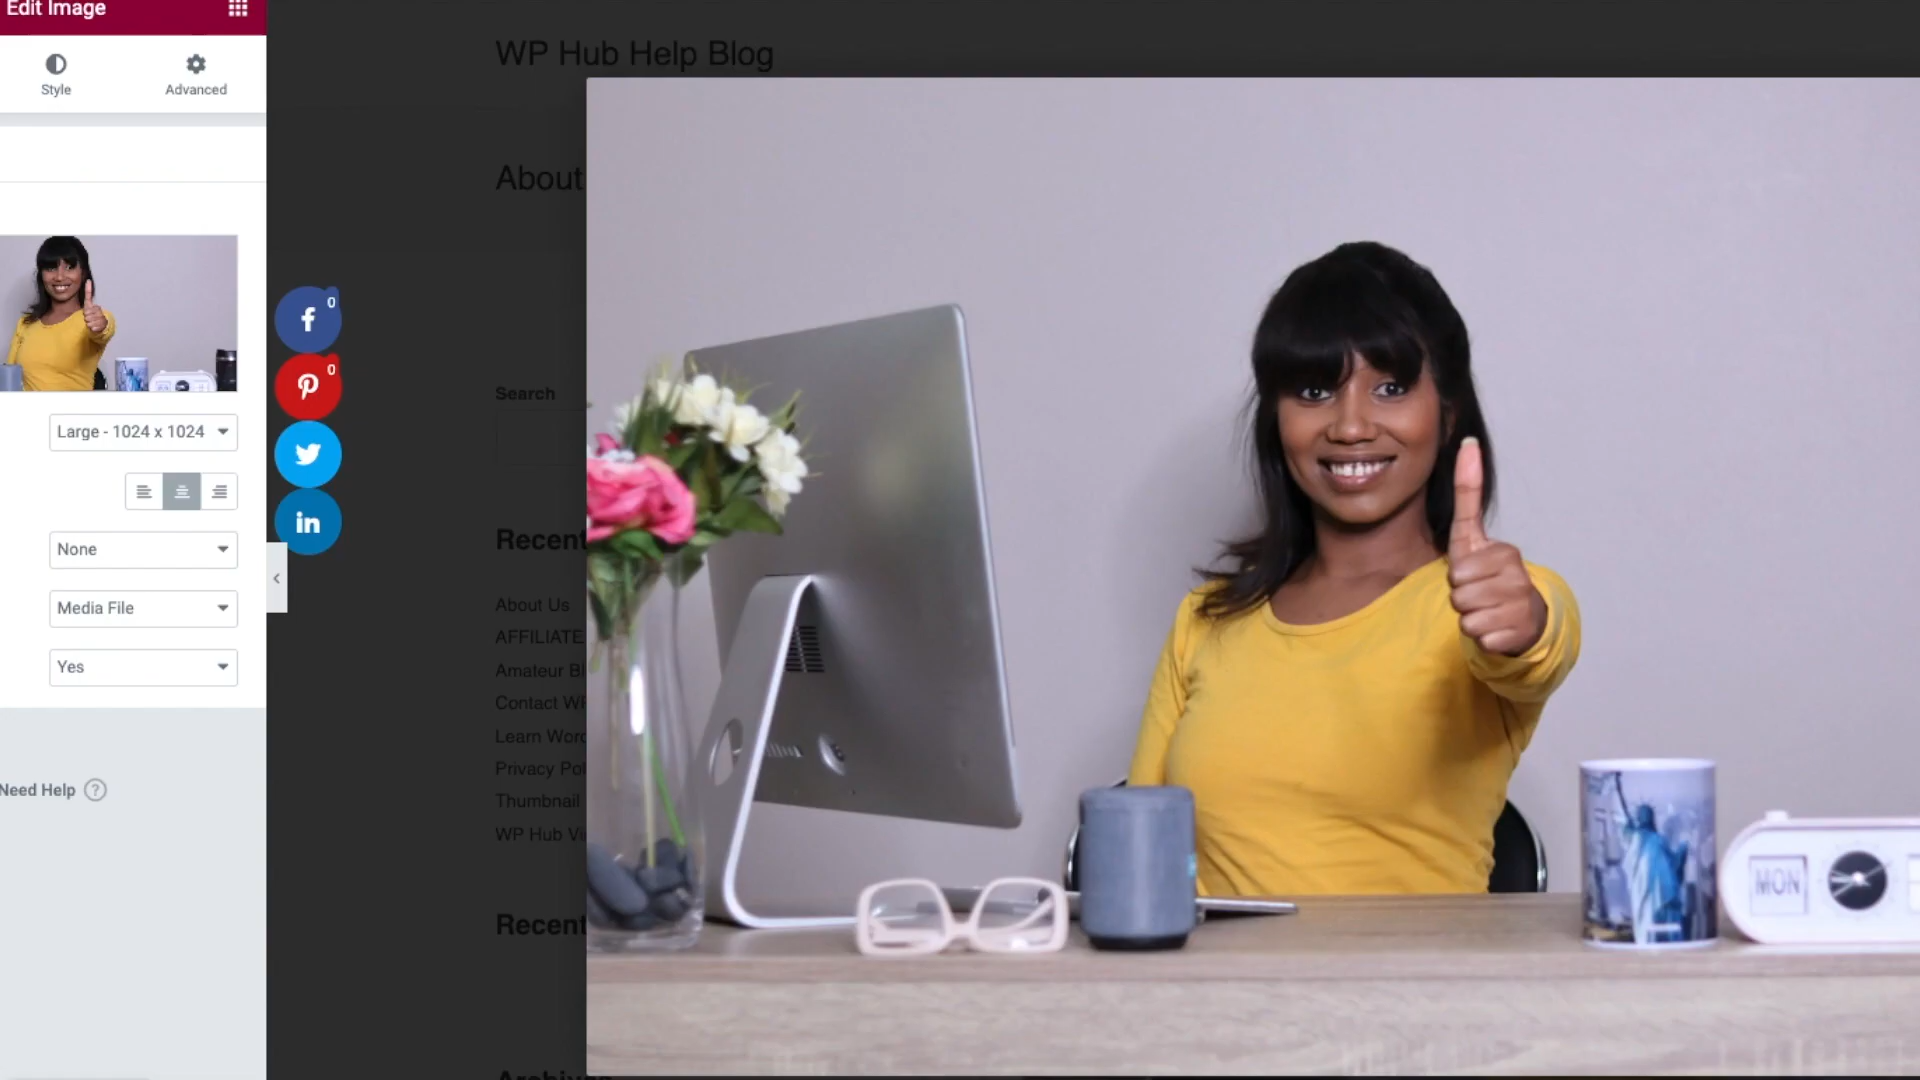 Edit Image
Style
Advanced
Large - 1024 x 1024
None
Media File
Yes
Need Help
?
0
f
0
in
WP Hub Help Blog
About
Search
Recent
About Us
AFFILIATE
Amateur Bl
Contact WP
Learn Word
Privacy Pol
Thumbnail
WP Hub Vi
Recent
Archives
MON